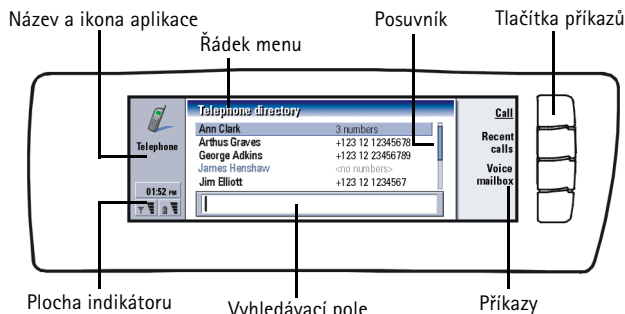 Název a ikona aplikace
Řádek menu
Posuvník
Tlačítka příkazů
Telephone directory
Telephone
Ann Clark 3 numbers
Arthus Graves +123 12 12345678
George Adkins +123 12 23456789
James Henshaw <no numbers>
Jim Elliott +123 12 1234567
01:52 PM
Call
Recent
calls
Voice
mailbox
Plocha indikátoru
Vyhledávací pole
Příkazy